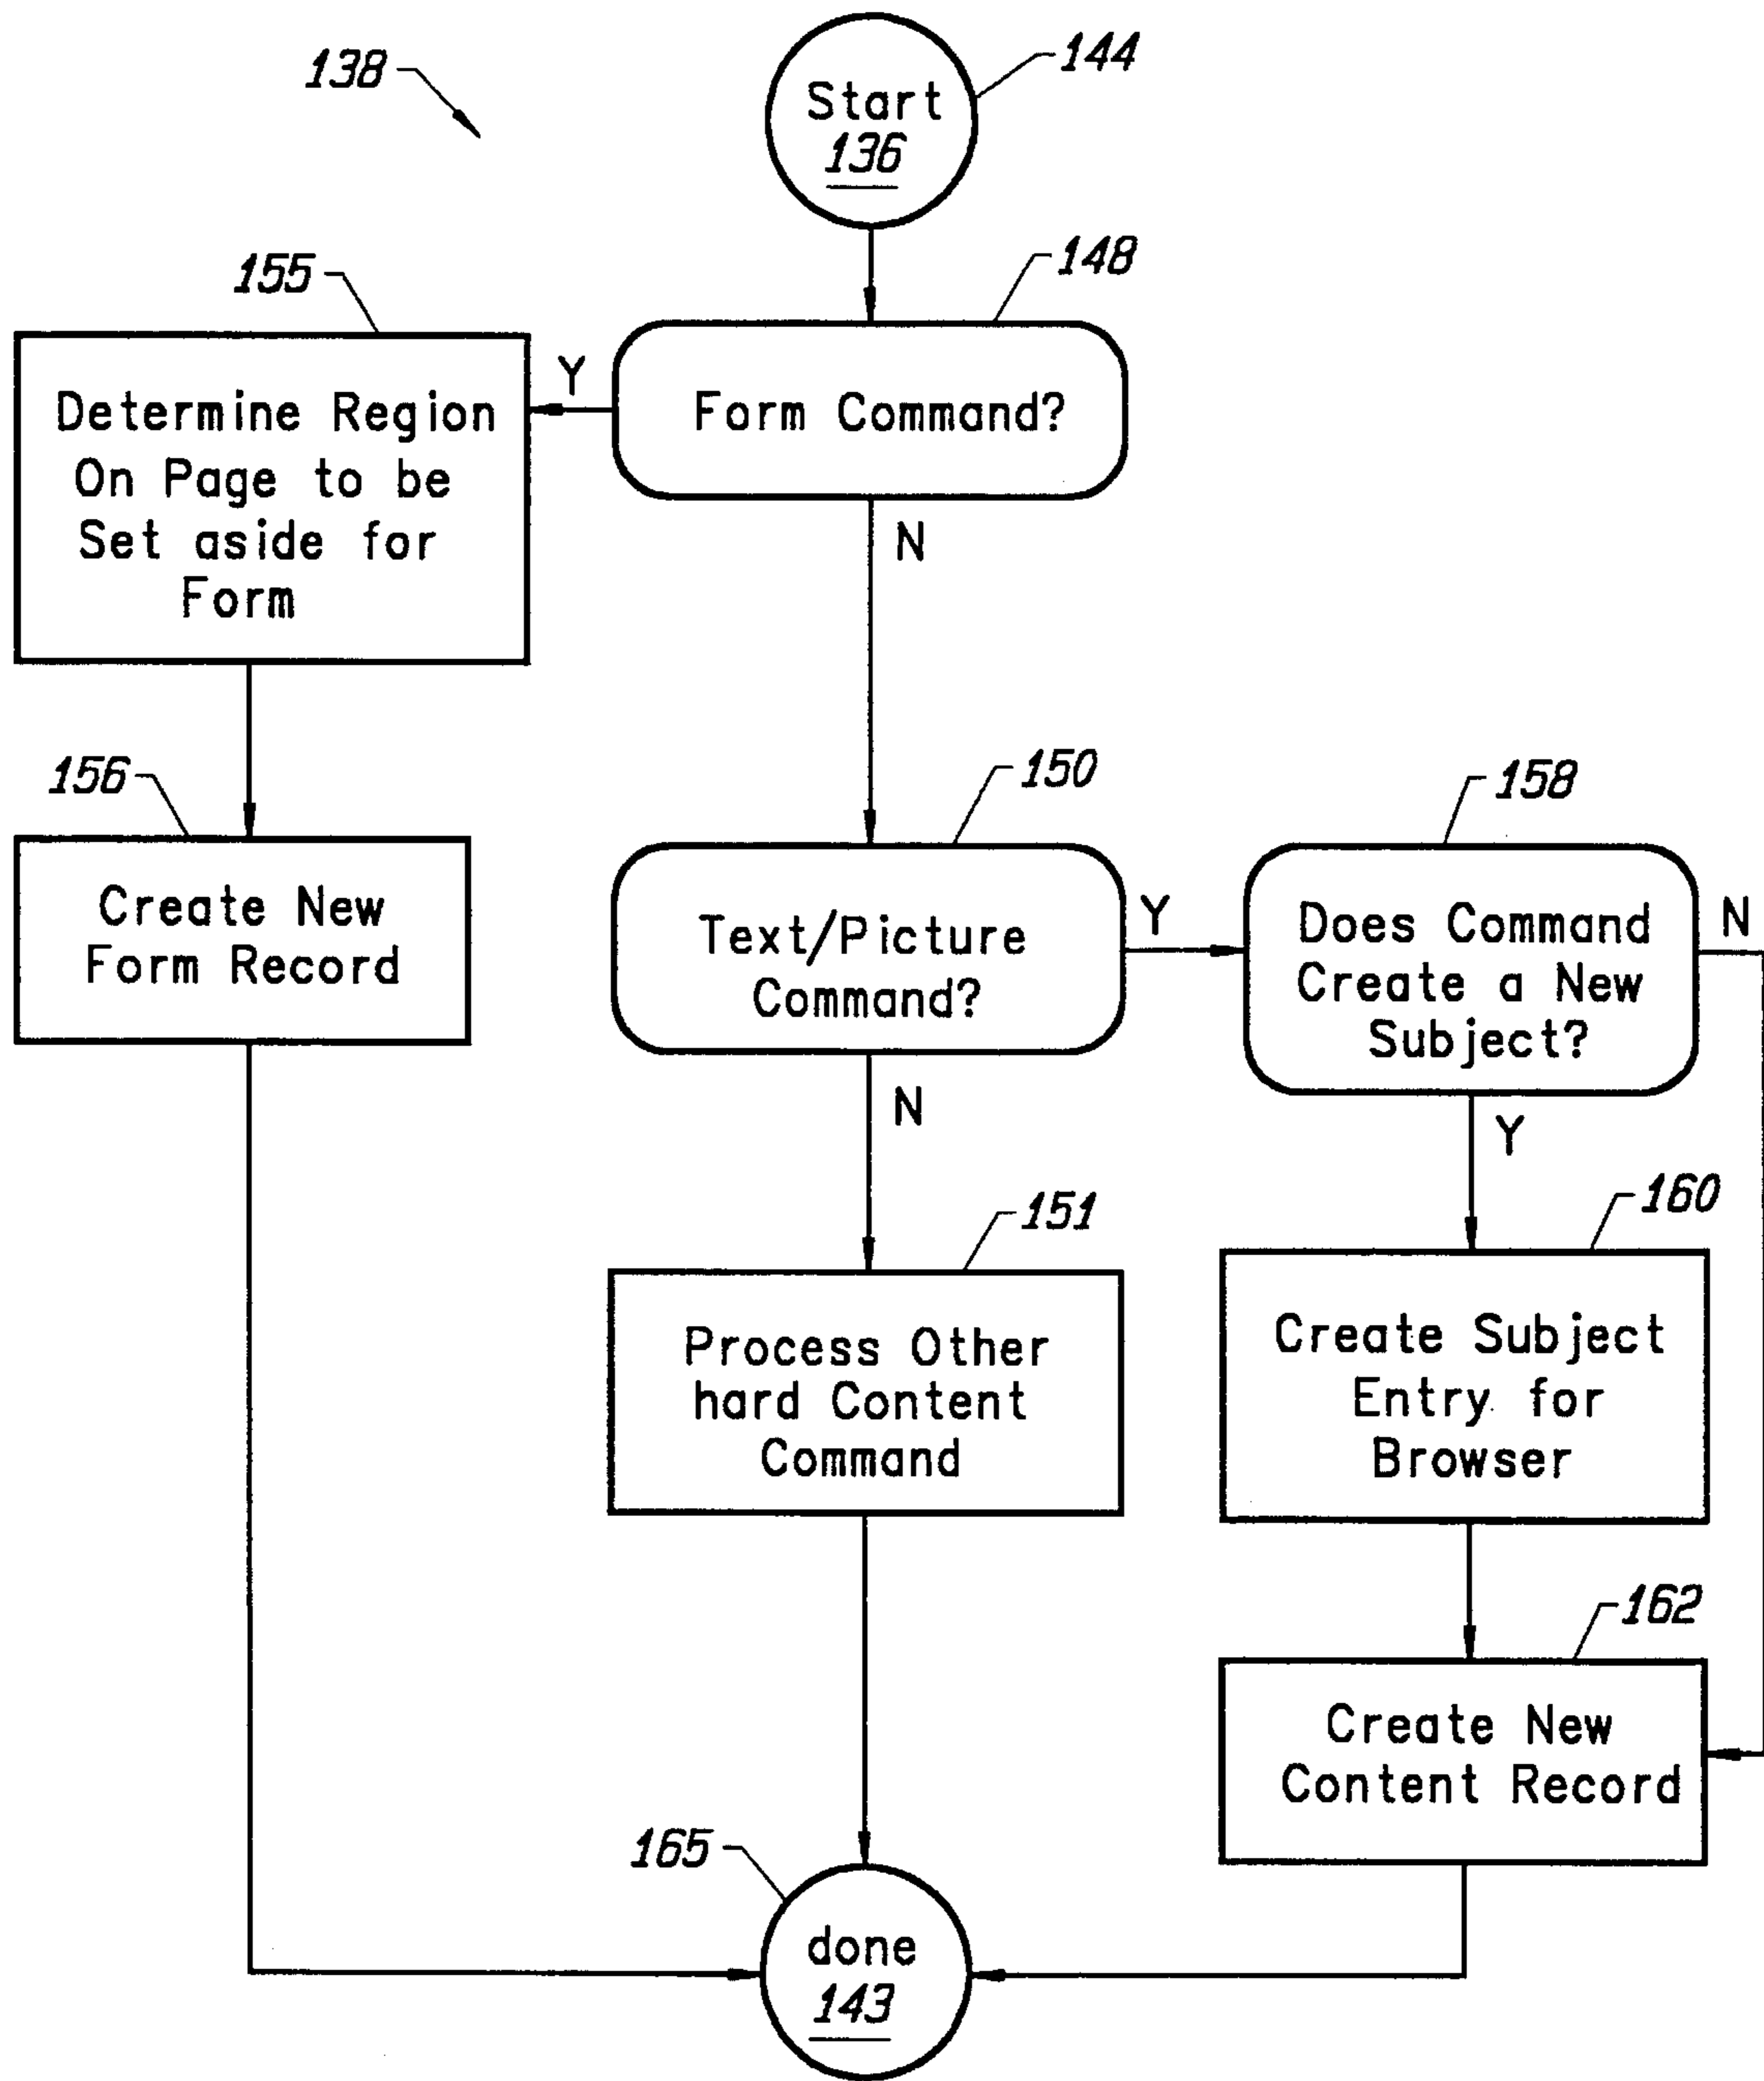 138
144
Start
136
148
155
Form Command?
Y
N
Determine Region
On Page to be
Set aside for
Form
156
Create New
Form Record
150
Text/Picture
Command?
Y
N
158
Does Command
Create a New
Subject?
N
Y
151
Process Other
hard Content
Command
160
Create Subject
Entry for
Browser
162
Create New
Content Record
165
done
143